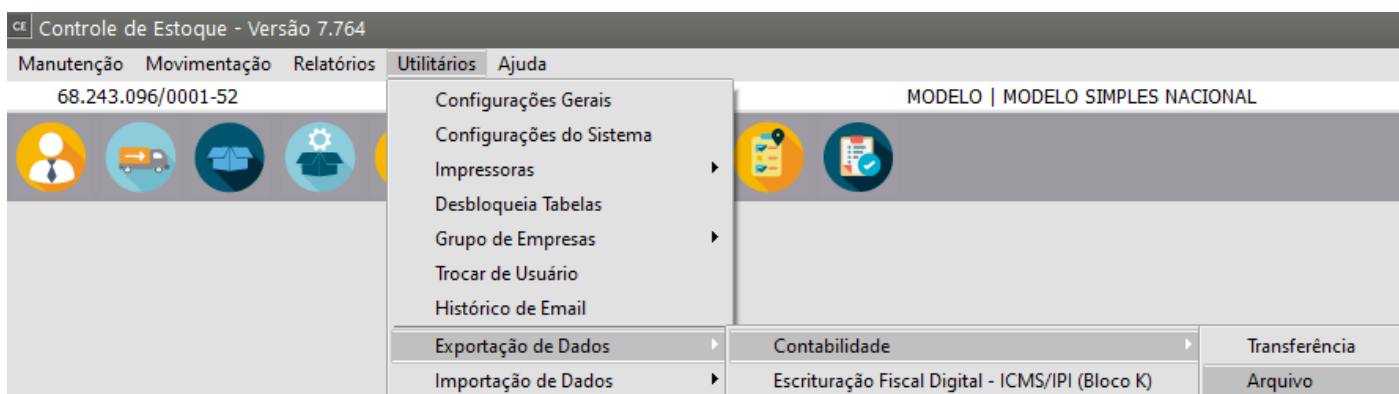 CE Controle de Estoque - Versão 7.764
Manutenção Movimentação Relatórios Utilitários Ajuda
68.243.096/0001-52 MODELO | MODELO SIMPLES NACIONAL
Configurações Gerais
Configurações do Sistema
Impressoras
Desbloqueia Tabelas
Grupo de Empresas
Trocar de Usuário
Histórico de Email
Exportação de Dados Contabilidade Transferência
Importação de Dados Escrituração Fiscal Digital - ICMS/IPI (Bloco K) Arquivo